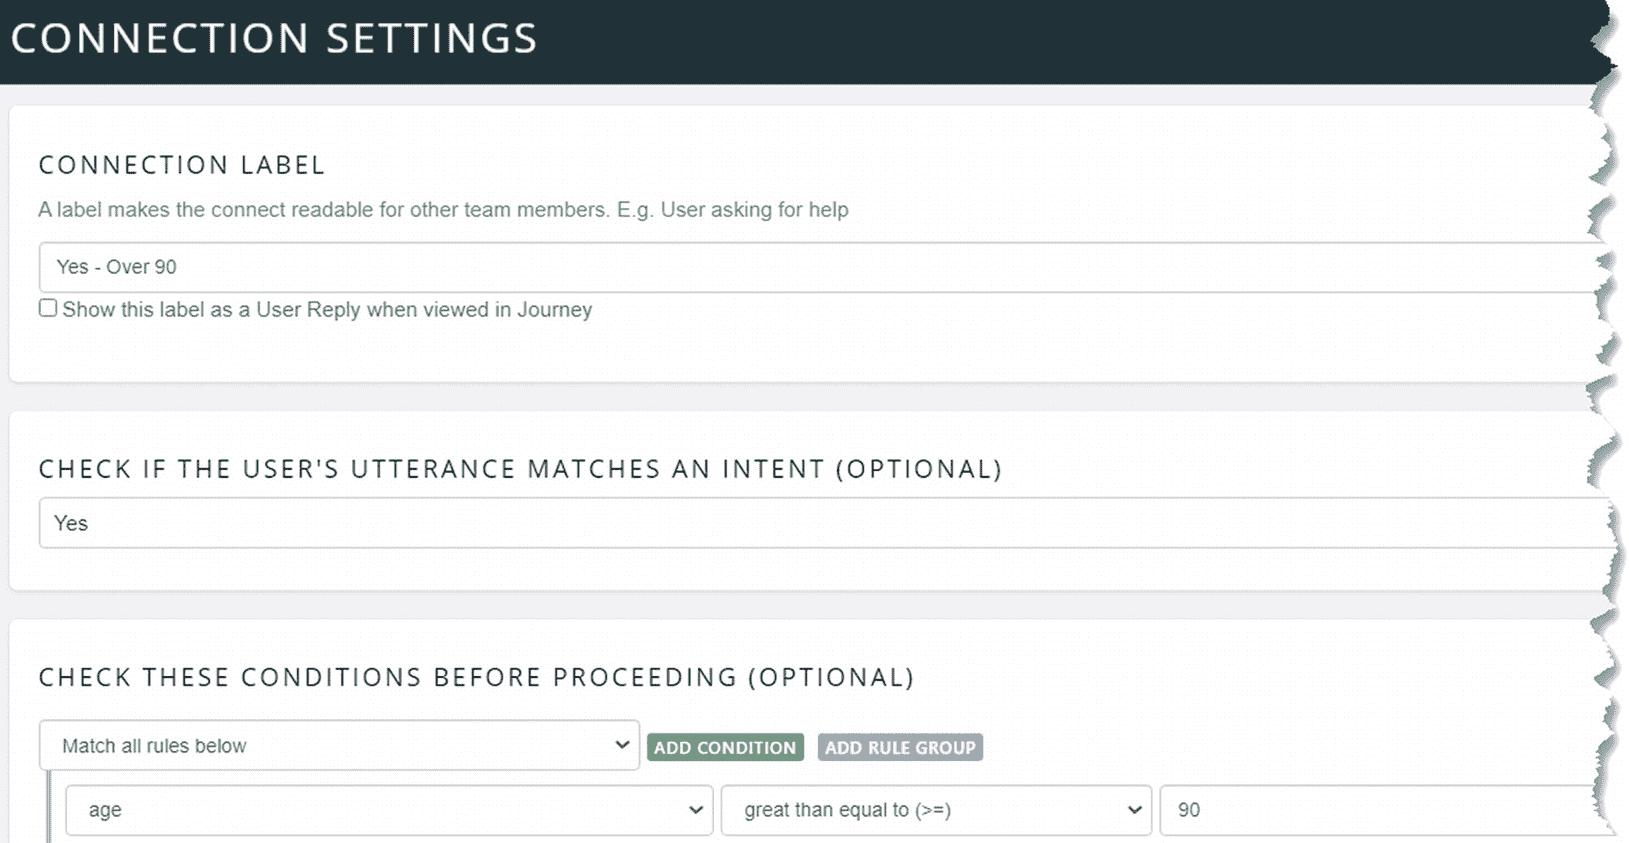 CONNECTION SETTINGS
CONNECTION LABEL
A label makes the connect readable for other team members. E.g. User asking for help
Yes - Over 90
Show this label as a User Reply when viewed in Journey
CHECK IF THE USER'S UTTERANCE MATCHES AN INTENT (OPTIONAL)
Yes
CHECK THESE CONDITIONS BEFORE PROCEEDING (OPTIONAL)
Match all rules below ADD CONDITION ADD RULE GROUP
age great than equal to (>=) 90